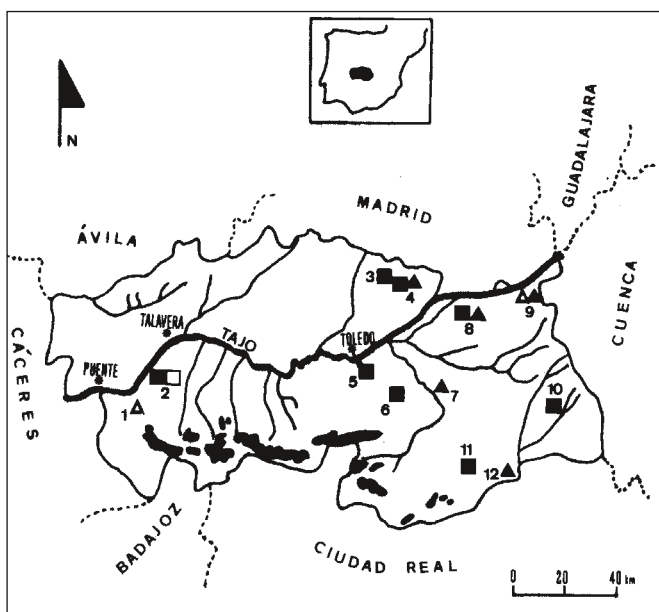 N
GUADALAJARA
MADRID
ÁVILA
CUENCA
3
4
9
TALAVERA
TAJO
TOLEDO
8
CÁCERES
PUENTE
5
7
2
1
6
10
11
12
BADAJOZ
CIUDAD REAL
0 20 40 km